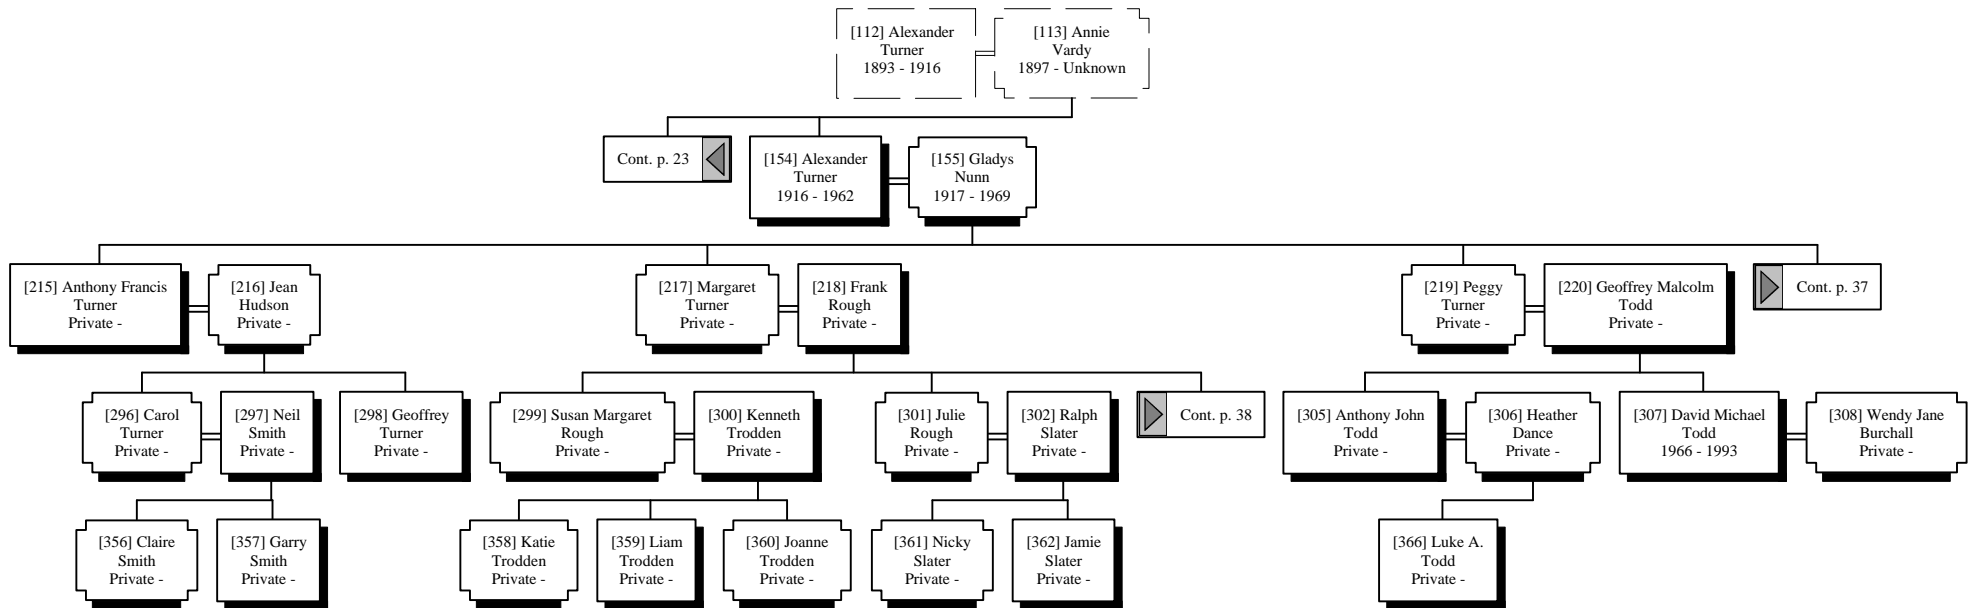 [112] Alexander
Turner
1893 - 1916
[113] Annie
Vardy
1897 - Unknown
Cont. p. 23
[154] Alexander
Turner
1916 - 1962
[155] Gladys
Nunn
1917 - 1969
[215] Anthony Francis
Turner
Private -
[216] Jean
Hudson
Private -
[217] Margaret
Turner
Private -
[218] Frank
Rough
Private -
[219] Peggy
Turner
Private -
[220] Geoffrey Malcolm
Todd
Private -
Cont. p. 37
[296] Carol
Turner
Private -
[297] Neil
Smith
Private -
[298] Geoffrey
Turner
Private -
[299] Susan Margaret
Rough
Private -
[300] Kenneth
Trodden
Private -
[301] Julie
Rough
Private -
[302] Ralph
Slater
Private -
Cont. p. 38
[305] Anthony John
Todd
Private -
[306] Heather
Dance
Private -
[307] David Michael
Todd
1966 - 1993
[308] Wendy Jane
Burchall
Private -
[356] Claire
Smith
Private -
[357] Garry
Smith
Private -
[358] Katie
Trodden
Private -
[359] Liam
Trodden
Private -
[360] Joanne
Trodden
Private -
[361] Nicky
Slater
Private -
[362] Jamie
Slater
Private -
[366] Luke A.
Todd
Private -